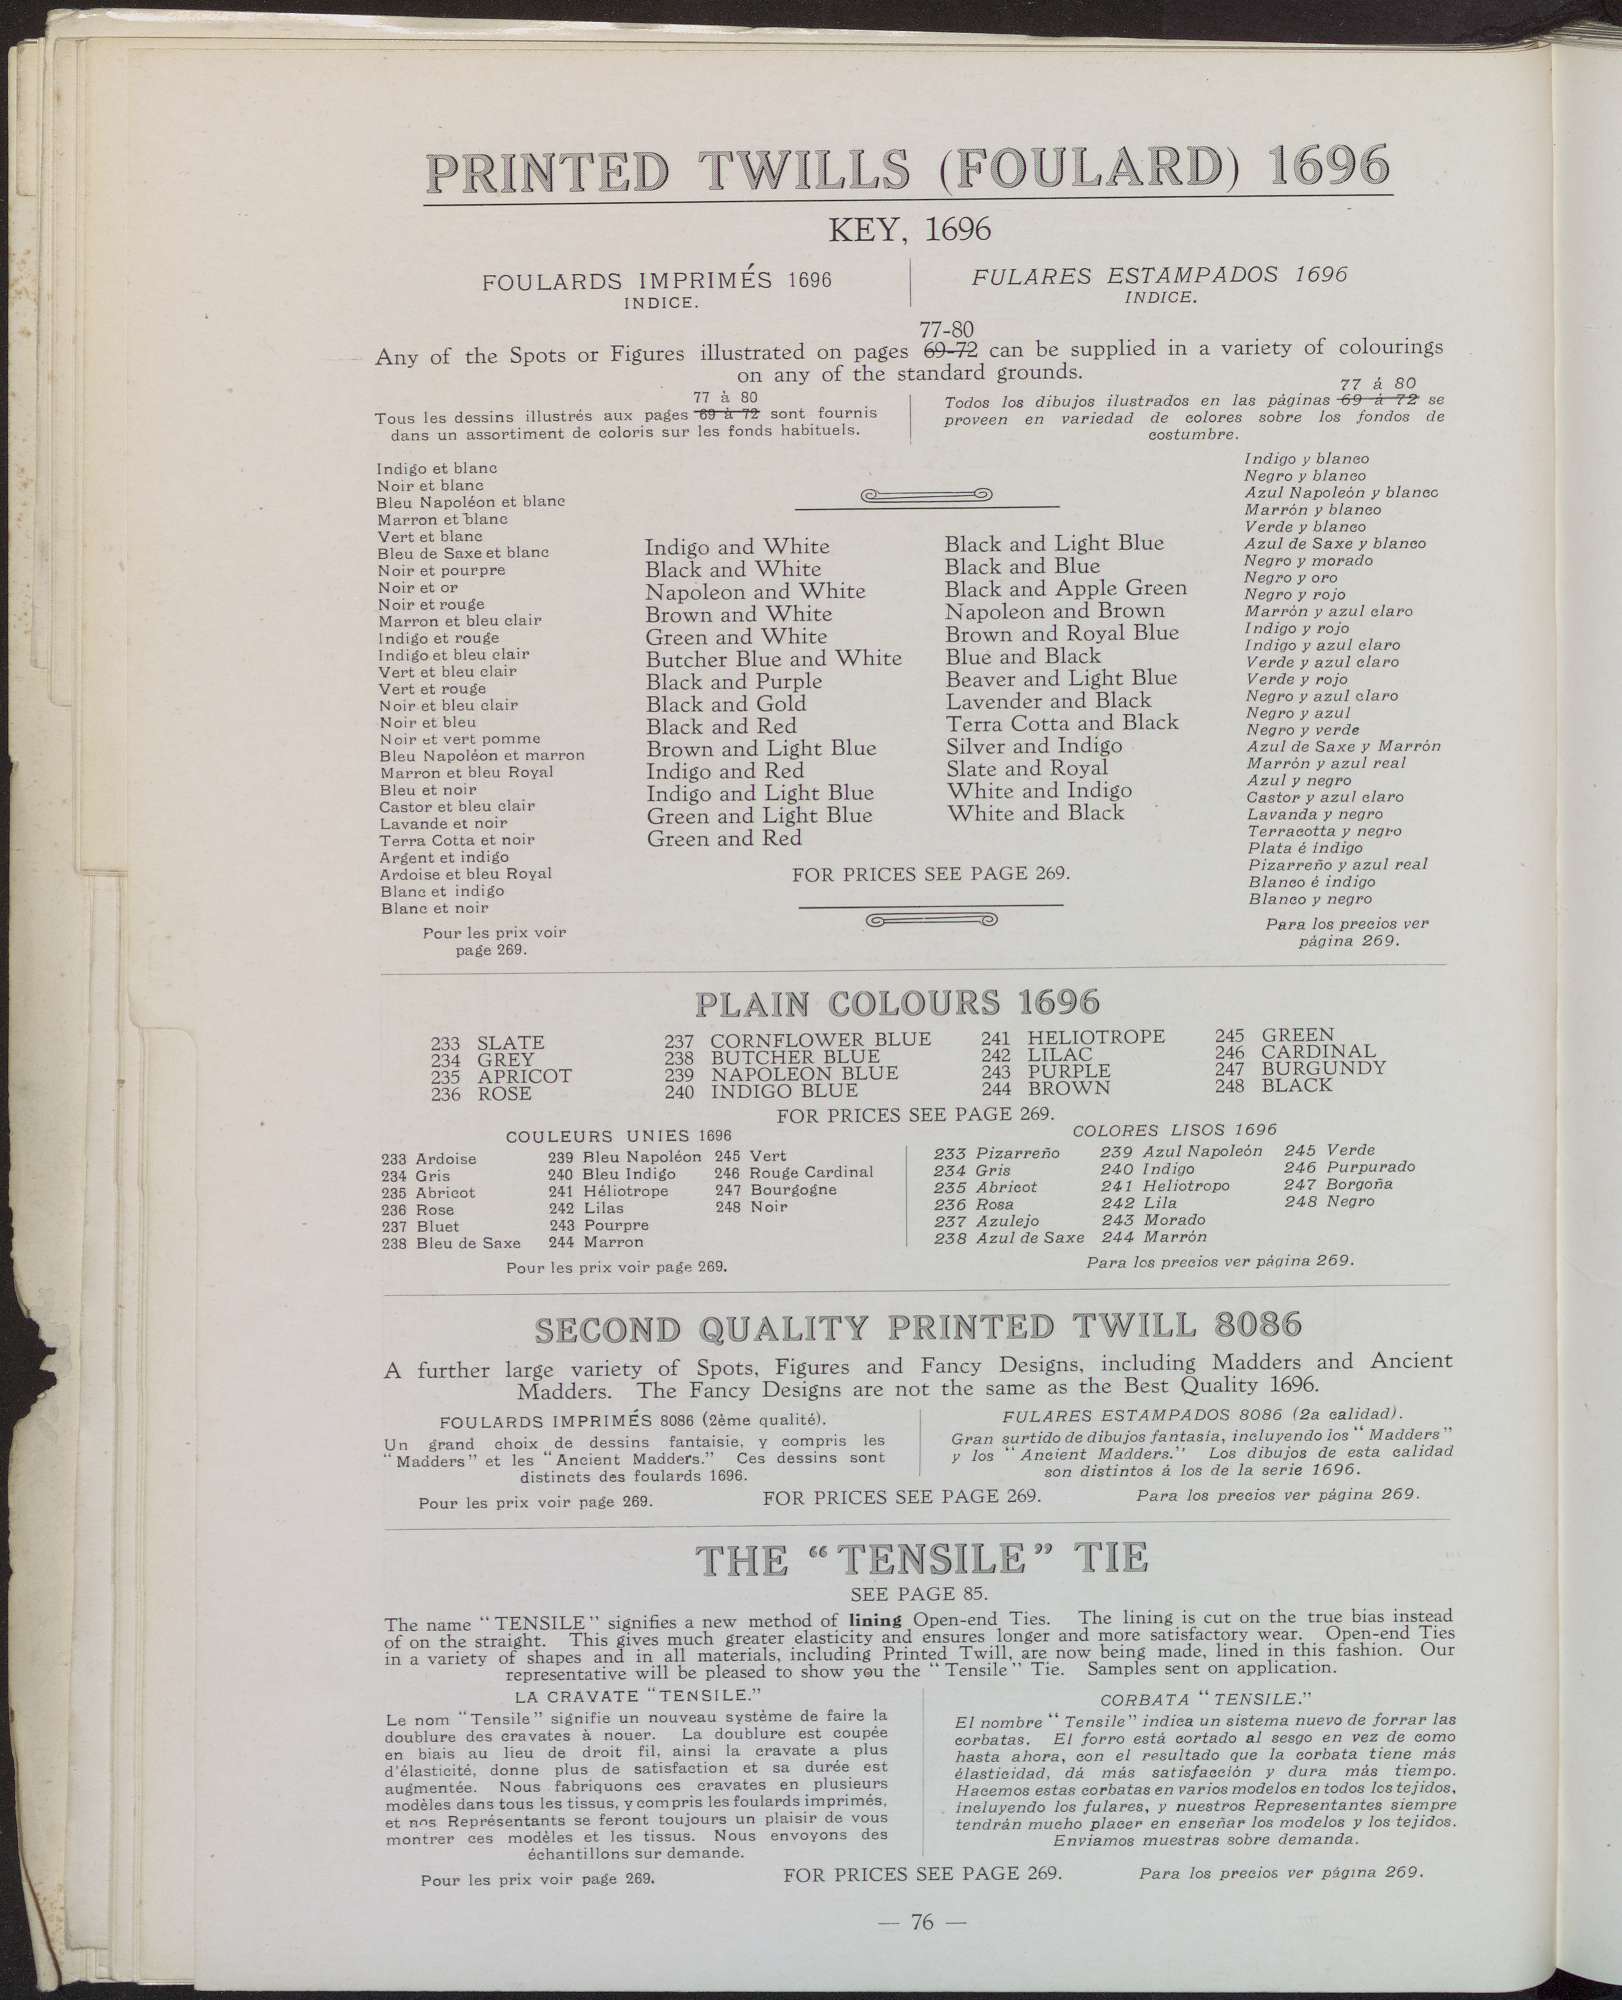 PRINTED TWILLS (FOULARD) 1696
KEY, 1696
FOULARDS IMPRIMÉS 1696
INDICE.
FULARES ESTAMPADOS 1696
INDICE.
77-80
Any of the Spots or Figures illustrated on pages 69-72 can be supplied in a variety of colourings
on any of the standard grounds.
77 à 80
Tous les dessins illustrés aux pages 69 à 72 sont fournis
dans un assortiment de coloris sur les fonds habituels.
77 á 80
Todos los dibujos ilustrados en las páginas 69 á 72 se
proveen en variedad de colores sobre los fondos de
costumbre.
Indigo et blanc
Noir et blanc
Bleu Napoléon et blanc
Marron et blanc
Vert et blanc
Bleu de Saxe et blanc
Noir et pourpre
Noir et or
Noir et rouge
Marron et bleu clair
Indigo et rouge
Indigo et bleu clair
Vert et bleu clair
Vert et rouge
Noir et bleu clair
Noir et bleu
Noir et vert pomme
Bleu Napoléon et marron
Marron et bleu Royal
Bleu et noir
Castor et bleu clair
Lavande et noir
Terra Cotta et noir
Argent et indigo
Ardoise et bleu Royal
Blanc et indigo
Blanc et noir
Pour les prix voir
page 269.
Indigo and White
Black and White
Napoleon and White
Brown and White
Green and White
Butcher Blue and White
Black and Purple
Black and Gold
Black and Red
Brown and Light Blue
Indigo and Red
Indigo and Light Blue
Green and Light Blue
Green and Red
Black and Light Blue
Black and Blue
Black and Apple Green
Napoleon and Brown
Brown and Royal Blue
Blue and Black
Beaver and Light Blue
Lavender and Black
Terra Cotta and Black
Silver and Indigo
Slate and Royal
White and Indigo
White and Black
FOR PRICES SEE PAGE 269.
Indigo y blanco
Negro y blanco
Azul Napoleón y blanco
Marrón y blanco
Verde y blanco
Azul de Saxe y blanco
Negro y morado
Negro y oro
Negro y rojo
Marrón y azul claro
Indigo y rojo
Indigo y azul claro
Verde y azul claro
Verde y rojo
Negro y azul claro
Negro y azul
Negro y verde
Azul de Saxe y Marrón
Marrón y azul real
Azul y negro
Castor y azul claro
Lavanda y negro
Terracotta y negro
Plata é indigo
Pizarreño y azul real
Blanco é indigo
Blanco y negro
Para los precios ver
página 269.
PLAIN COLOURS 1696
233 SLATE
234 GREY
235 APRICOT
236 ROSE
237 CORNFLOWER BLUE
238 BUTCHER BLUE
239 NAPOLEON BLUE
240 INDIGO BLUE
241 HELIOTROPE
242 LILAC
243 PURPLE
244 BROWN
245 GREEN
246 CARDINAL
247 BURGUNDY
248 BLACK
FOR PRICES SEE PAGE 269.
COULEURS UNIES 1696
233 Ardoise
234 Gris
235 Abricot
236 Rose
237 Bluet
238 Bleu de Saxe
239 Bleu Napoléon
240 Bleu Indigo
241 Héliotrope
242 Lilas
243 Pourpre
244 Marron
245 Vert
246 Rouge Cardinal
247 Bourgogne
248 Noir
Pour les prix voir page 269.
COLORES LISOS 1696
233 Pizarreño
234 Gris
235 Abricot
236 Rosa
237 Azulejo
238 Azul de Saxe
239 Azul Napoleón
240 Indigo
241 Heliotropo
242 Lila
243 Morado
244 Marrón
245 Verde
246 Purpurado
247 Borgoña
248 Negro
Para los precios ver página 269.
SECOND QUALITY PRINTED TWILL 8086
A further large variety of Spots, Figures and Fancy Designs, including Madders and Ancient
Madders. The Fancy Designs are not the same as the Best Quality 1696.
FOULARDS IMPRIMÉS 8086 (2ème qualité).
Un grand choix de dessins fantaisie, y compris les
"Madders" et les "Ancient Madders." Ces dessins sont
distincts des foulards 1696.
Pour les prix voir page 269.
FOR PRICES SEE PAGE 269.
FULARES ESTAMPADOS 8086 (2a calidad).
Gran surtido de dibujos fantasía, incluyendo los "Madders"
y los "Ancient Madders." Los dibujos de esta calidad
son distintos á los de la serie 1696.
Para los precios ver página 269.
THE "TENSILE" TIE
SEE PAGE 85.
The name "TENSILE" signifies a new method of lining Open-end Ties. The lining is cut on the true bias instead
of on the straight. This gives much greater elasticity and ensures longer and more satisfactory wear. Open-end Ties
in a variety of shapes and in all materials, including Printed Twill, are now being made, lined in this fashion. Our
representative will be pleased to show you the "Tensile" Tie. Samples sent on application.
LA CRAVATE "TENSILE."
Le nom "Tensile" signifie un nouveau système de faire la
doublure des cravates à nouer. La doublure est coupée
en biais au lieu de droit fil, ainsi la cravate a plus
d'élasticité, donne plus de satisfaction et sa durée est
augmentée. Nous fabriquons ces cravates en plusieurs
modèles dans tous les tissus, y compris les foulards imprimés,
et nos Représentants se feront toujours un plaisir de vous
montrer ces modèles et les tissus. Nous envoyons des
échantillons sur demande.
Pour les prix voir page 269.
FOR PRICES SEE PAGE 269.
CORBATA "TENSILE."
El nombre "Tensile" indica un sistema nuevo de forrar las
corbatas. El forro está cortado al sesgo en vez de como
hasta ahora, con el resultado que la corbata tiene más
élasticidad, dá más satisfacción y dura más tiempo.
Hacemos estas corbatas en varios modelos en todos los tejidos,
incluyendo los fulares, y nuestros Representantes siempre
tendrán mucho placer en enseñar los modelos y los tejidos.
Enviamos muestras sobre demanda.
Para los precios ver página 269.
— 76 —